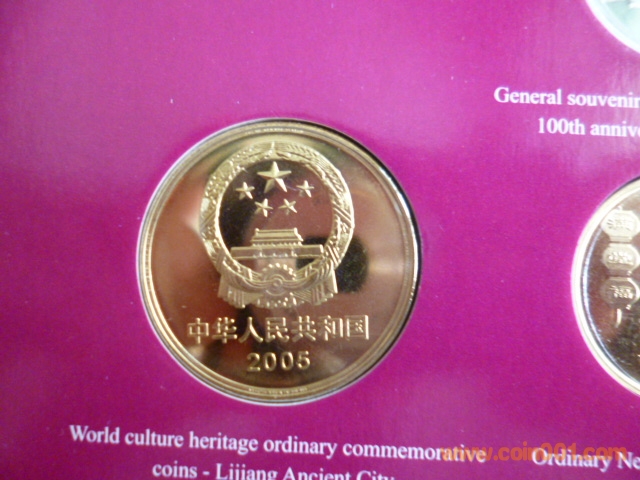 General souvenir
100th anniv
中华人民共和国
2005
World culture heritage ordinary commemorative
coins - Lijiang Ancient City
www.coin001.com
Ordinary Ne